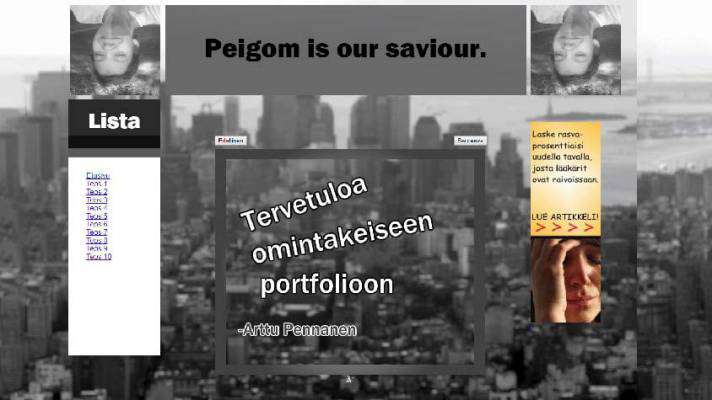 Peigom is our saviour.
Lista
Etusivu
Teos 1
Teos 2
Teos 3
Teos 4
Teos 5
Teos 6
Teos 7
Teos 8
Teos 9
Teos 10
Edellinen
Seuraava
Tervetuloa
omintakeiseen
portfolioon
-Arttu Pennanen
Laske rasva-
prosenttiaisi
uudella tavalla,
josta lääkärit
ovat raivoissaan.
LUE ARTIKKELI!
> > > >